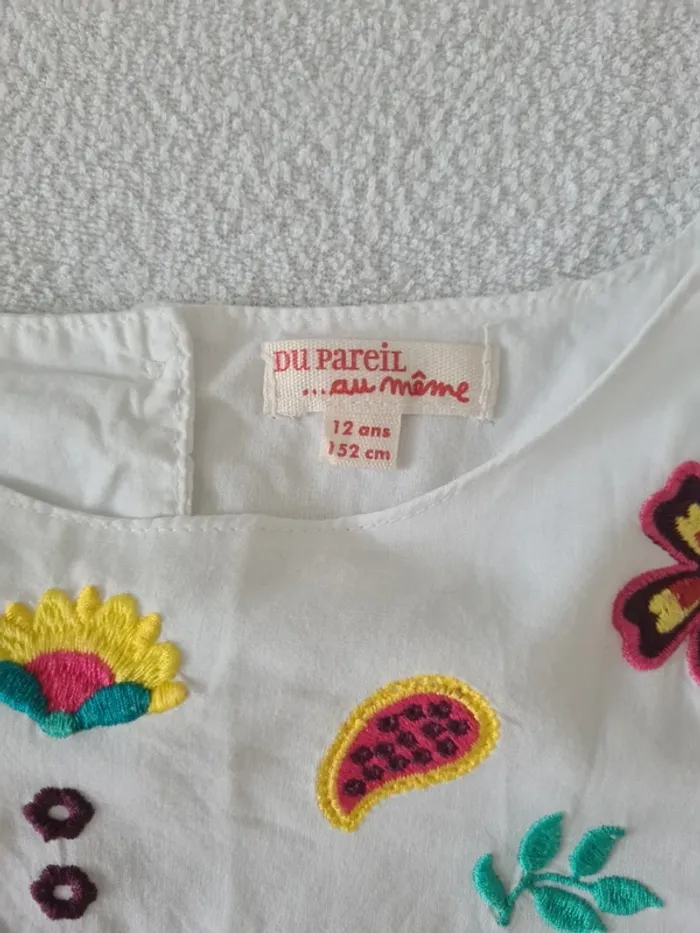 DU PAREIL
...au même
12 ans
152 cm